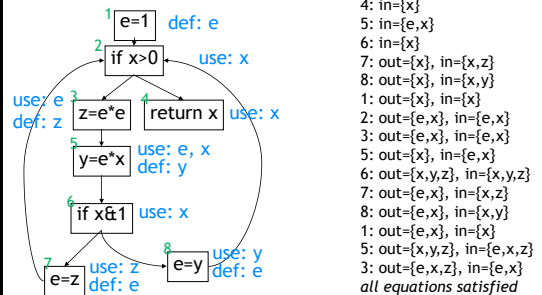 1
e=1
def: e
2
if x>0
use: x
use: e
def: z
3
z=e*e
4
return x
use: x
5
y=e*x
use: e, x
def: y
6
if x&1
use: x
7
e=z
use: z
def: e
8
e=y
use: y
def: e
4: in={x}
5: in={e,x}
6: in={x}
7: out={x}, in={x,z}
8: out={x}, in={x,y}
1: out={x}, in={x}
2: out={e,x}, in={e,x}
3: out={e,x}, in={e,x}
5: out={x}, in={e,x}
6: out={x,y,z}, in={x,y,z}
7: out={e,x}, in={x,z}
8: out={e,x}, in={x,y}
1: out={e,x}, in={x}
5: out={x,y,z}, in={e,x,z}
3: out={e,x,z}, in={e,x}
all equations satisfied